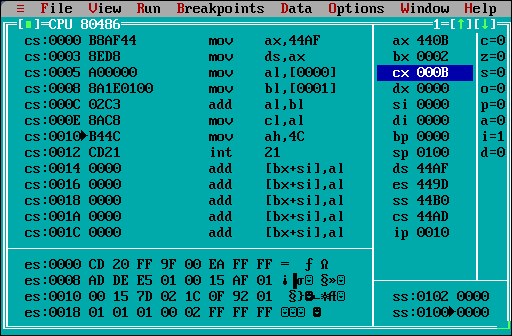 ≡ File View Run Breakpoints Data Options Window Help
[■]=CPU 80486 1=[↑][↓]
cs:0000 B8AF44 mov ax,44AF ax 440B c=0
cs:0003 8ED8 mov ds,ax bx 0002 z=0
cs:0005 A00000 mov al,[0000] cx 000B s=0
cs:0008 8A1E0100 mov bl,[0001] dx 0000 o=0
cs:000C 02C3 add al,bl si 0000 p=0
cs:000E 8AC8 mov cl,al di 0000 a=0
cs:0010►B44C mov ah,4C bp 0000 i=1
cs:0012 CD21 int 21 sp 0100 d=0
cs:0014 0000 add [bx+si],al ds 44AF
cs:0016 0000 add [bx+si],al es 449D
cs:0018 0000 add [bx+si],al ss 44B0
cs:001A 0000 add [bx+si],al cs 44AD
cs:001C 0000 add [bx+si],al ip 0010
es:0000 CD 20 FF 9F 00 EA FF FF = ƒ Ω
es:0008 AD DE E5 01 00 15 AF 01 ¡▐σ☺ §»☺
es:0010 00 15 7D 02 1C 0F 92 01 §}☻∟☼Æ☺ ss:0102 0000
es:0018 01 01 01 00 02 FF FF FF ☺☺☺ ☻ ss:0100►0000